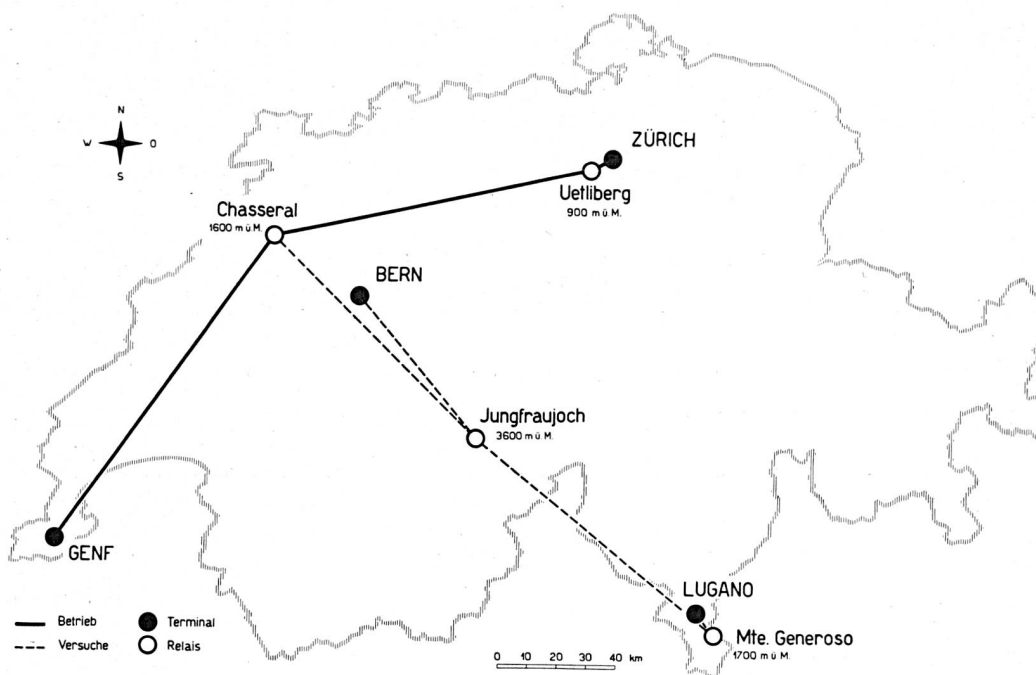 N
W O
S
ZÜRICH
Uetliberg
900 m ü. M.
Chasseral
1600 m ü. M.
BERN
Jungfraujoch
3600 m ü. M.
GENF
LUGANO
Mte. Generoso
1700 m ü. M.
Betrieb
Versuche
Terminal
Relais
0 10 20 30 40 km